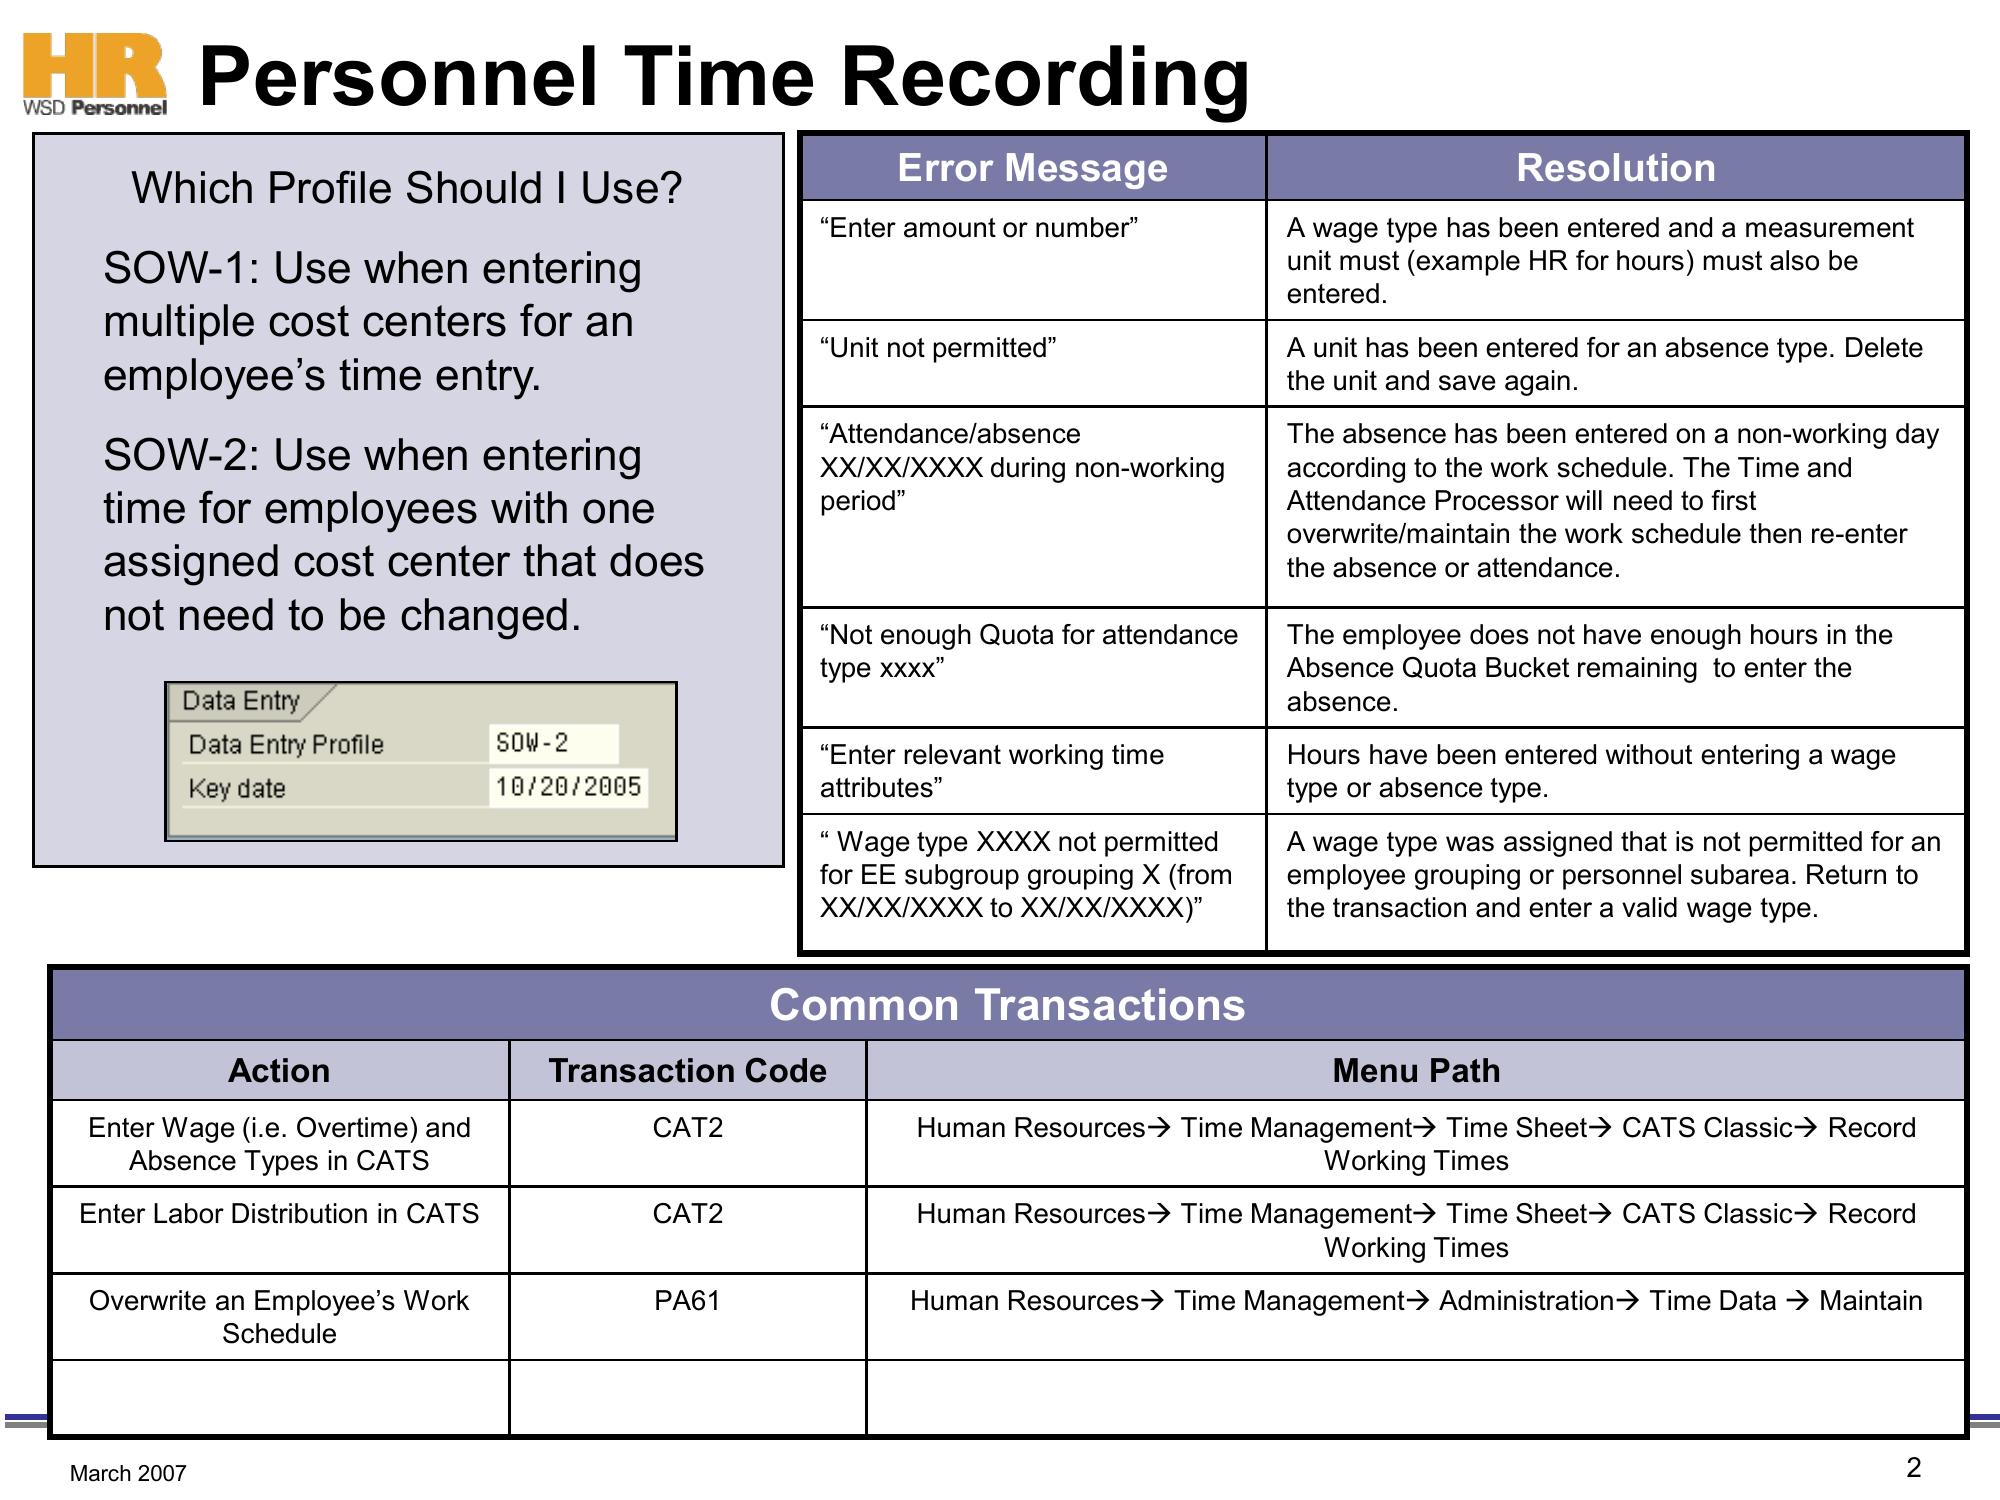 HR
WSD Personnel
Personnel Time Recording
Which Profile Should I Use?
SOW-1: Use when entering
multiple cost centers for an
employee’s time entry.
SOW-2: Use when entering
time for employees with one
assigned cost center that does
not need to be changed.
Data Entry
Data Entry Profile SOW-2
Key date 10/20/2005
Error Message Resolution
“Enter amount or number”
A wage type has been entered and a measurement
unit must (example HR for hours) must also be
entered.
“Unit not permitted”
A unit has been entered for an absence type. Delete
the unit and save again.
“Attendance/absence
XX/XX/XXXX during non-working
period”
The absence has been entered on a non-working day
according to the work schedule. The Time and
Attendance Processor will need to first
overwrite/maintain the work schedule then re-enter
the absence or attendance.
“Not enough Quota for attendance
type xxxx”
The employee does not have enough hours in the
Absence Quota Bucket remaining  to enter the
absence.
“Enter relevant working time
attributes”
Hours have been entered without entering a wage
type or absence type.
“ Wage type XXXX not permitted
for EE subgroup grouping X (from
XX/XX/XXXX to XX/XX/XXXX)”
A wage type was assigned that is not permitted for an
employee grouping or personnel subarea. Return to
the transaction and enter a valid wage type.
Common Transactions
Action Transaction Code Menu Path
Enter Wage (i.e. Overtime) and
Absence Types in CATS
CAT2
Human Resources→ Time Management→ Time Sheet→ CATS Classic→ Record
Working Times
Enter Labor Distribution in CATS
CAT2
Human Resources→ Time Management→ Time Sheet→ CATS Classic→ Record
Working Times
Overwrite an Employee’s Work
Schedule
PA61
Human Resources→ Time Management→ Administration→ Time Data → Maintain
March 2007
2